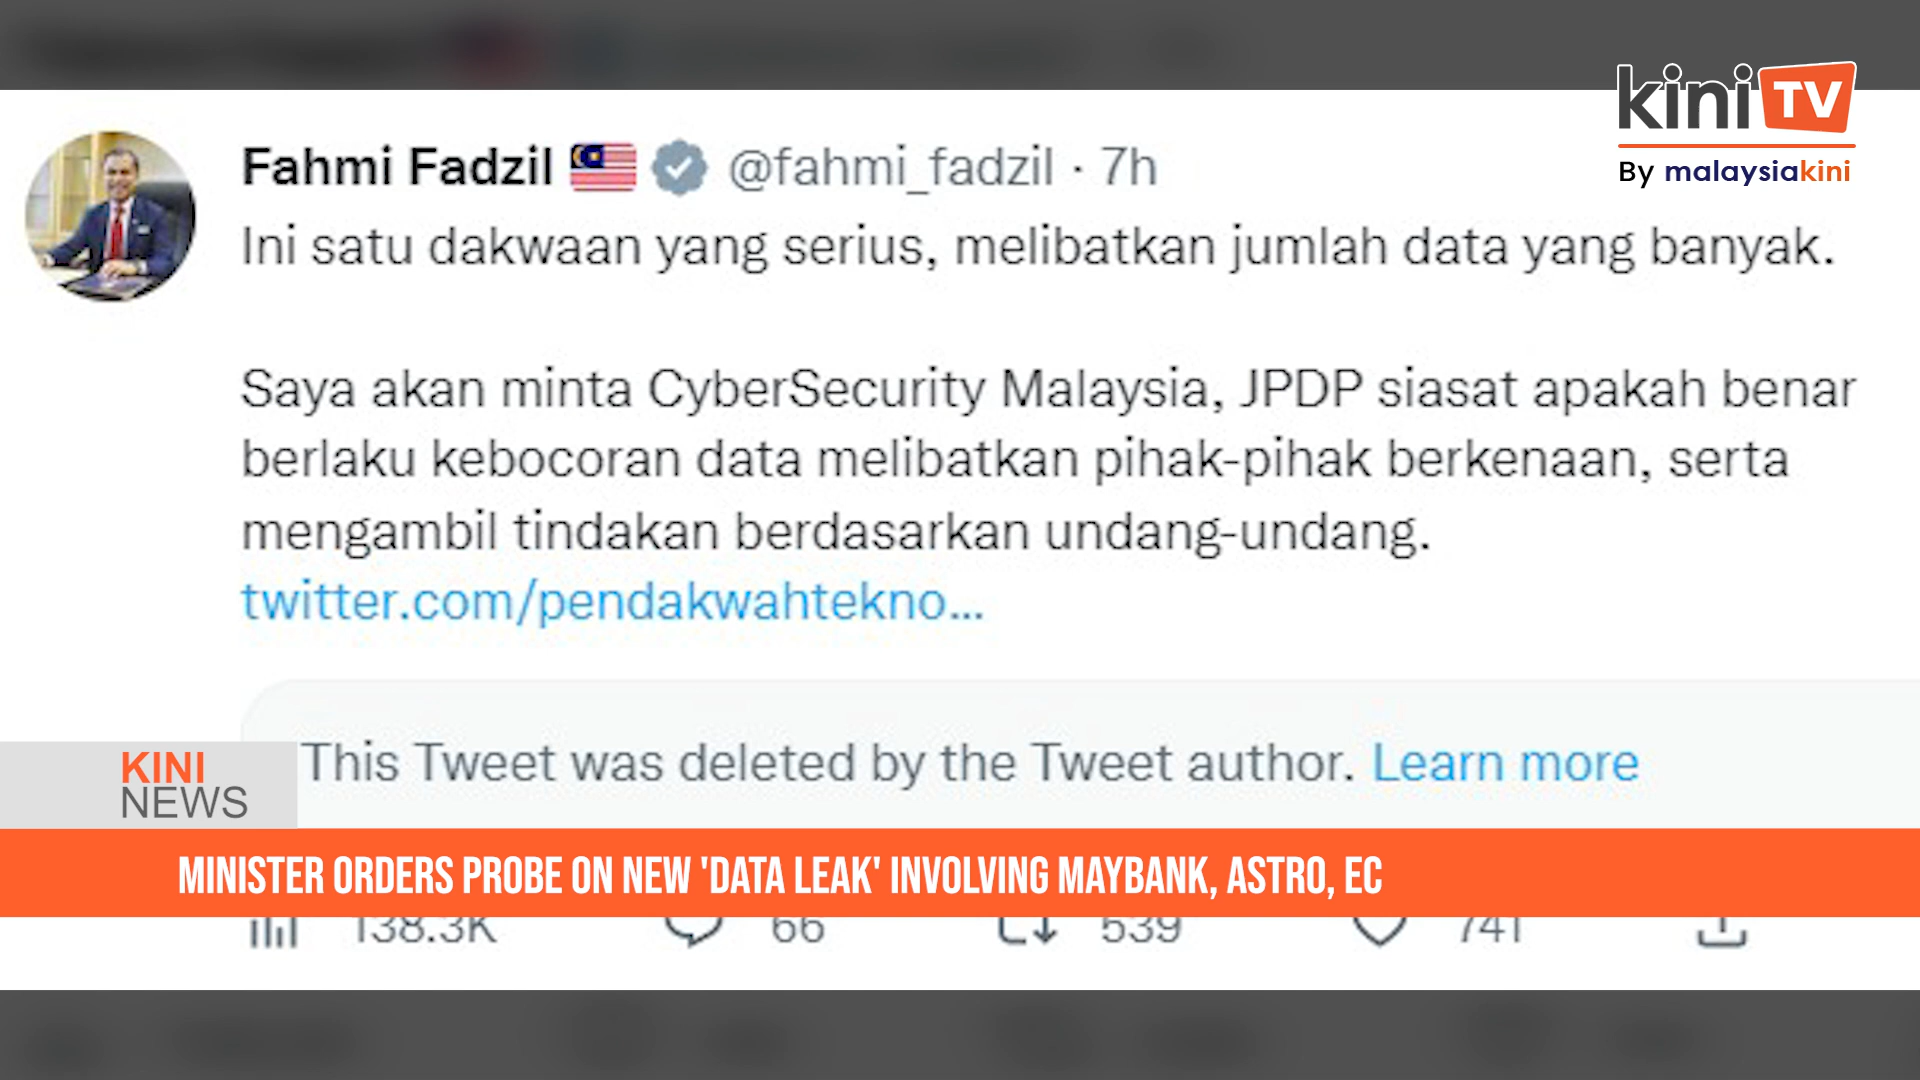 kini TV
By malaysiakini
Fahmi Fadzil @fahmi_fadzil · 7h
Ini satu dakwaan yang serius, melibatkan jumlah data yang banyak.
Saya akan minta CyberSecurity Malaysia, JPDP siasat apakah benar
berlaku kebocoran data melibatkan pihak-pihak berkenaan, serta
mengambil tindakan berdasarkan undang-undang.
twitter.com/pendakwahtekno...
This Tweet was deleted by the Tweet author. Learn more
KINI
NEWS
MINISTER ORDERS PROBE ON NEW 'DATA LEAK' INVOLVING MAYBANK, ASTRO, EC
138.3K 66 539 741